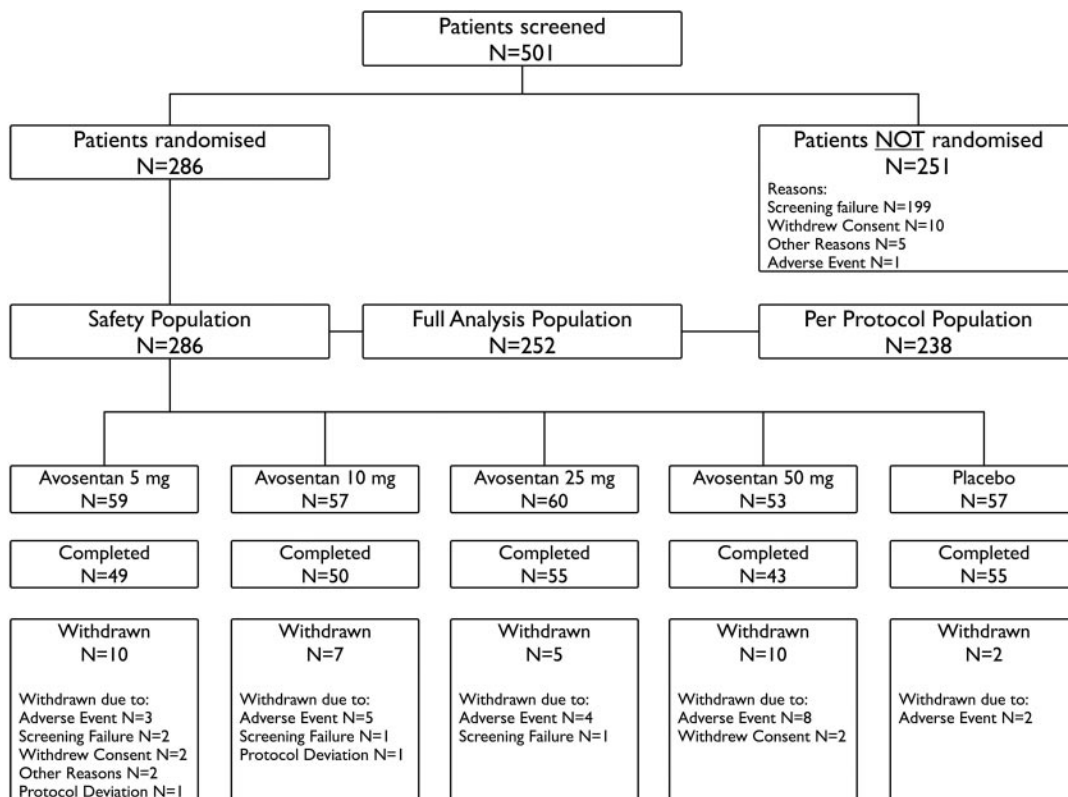 Patients screened
N=501
Patients randomised
N=286
Patients NOT randomised
N=251
Reasons:
Screening failure N=199
Withdrew Consent N=10
Other Reasons N=5
Adverse Event N=1
Safety Population
N=286
Full Analysis Population
N=252
Per Protocol Population
N=238
Avosentan 5 mg
N=59
Avosentan 10 mg
N=57
Avosentan 25 mg
N=60
Avosentan 50 mg
N=53
Placebo
N=57
Completed
N=49
Completed
N=50
Completed
N=55
Completed
N=43
Completed
N=55
Withdrawn
N=10
Withdrawn due to:
Adverse Event N=3
Screening Failure N=2
Withdrew Consent N=2
Other Reasons N=2
Protocol Deviation N=1
Withdrawn
N=7
Withdrawn due to:
Adverse Event N=5
Screening Failure N=1
Protocol Deviation N=1
Withdrawn
N=5
Withdrawn due to:
Adverse Event N=4
Screening Failure N=1
Withdrawn
N=10
Withdrawn due to:
Adverse Event N=8
Withdrew Consent N=2
Withdrawn
N=2
Withdrawn due to:
Adverse Event N=2